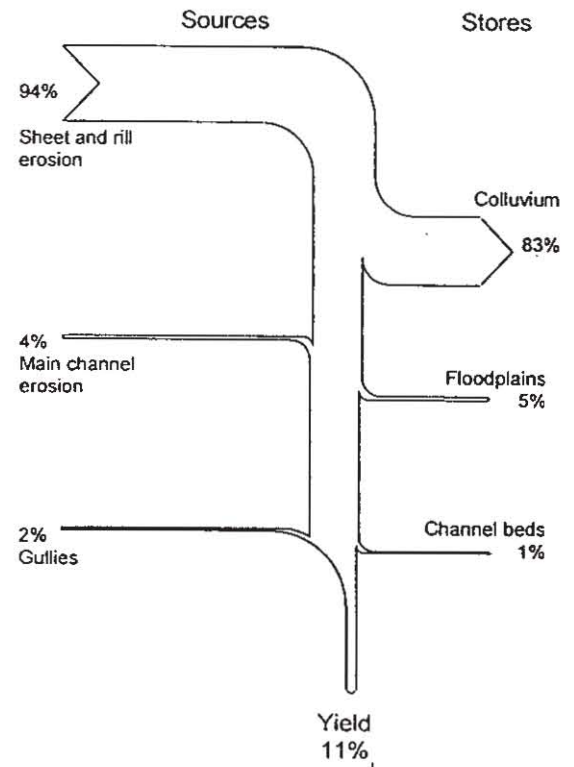 Sources
Stores
94%
Sheet and rill
erosion
Colluvium
83%
4%
Main channel
erosion
Floodplains
5%
2%
Gullies
Channel beds
1%
Yield
11%